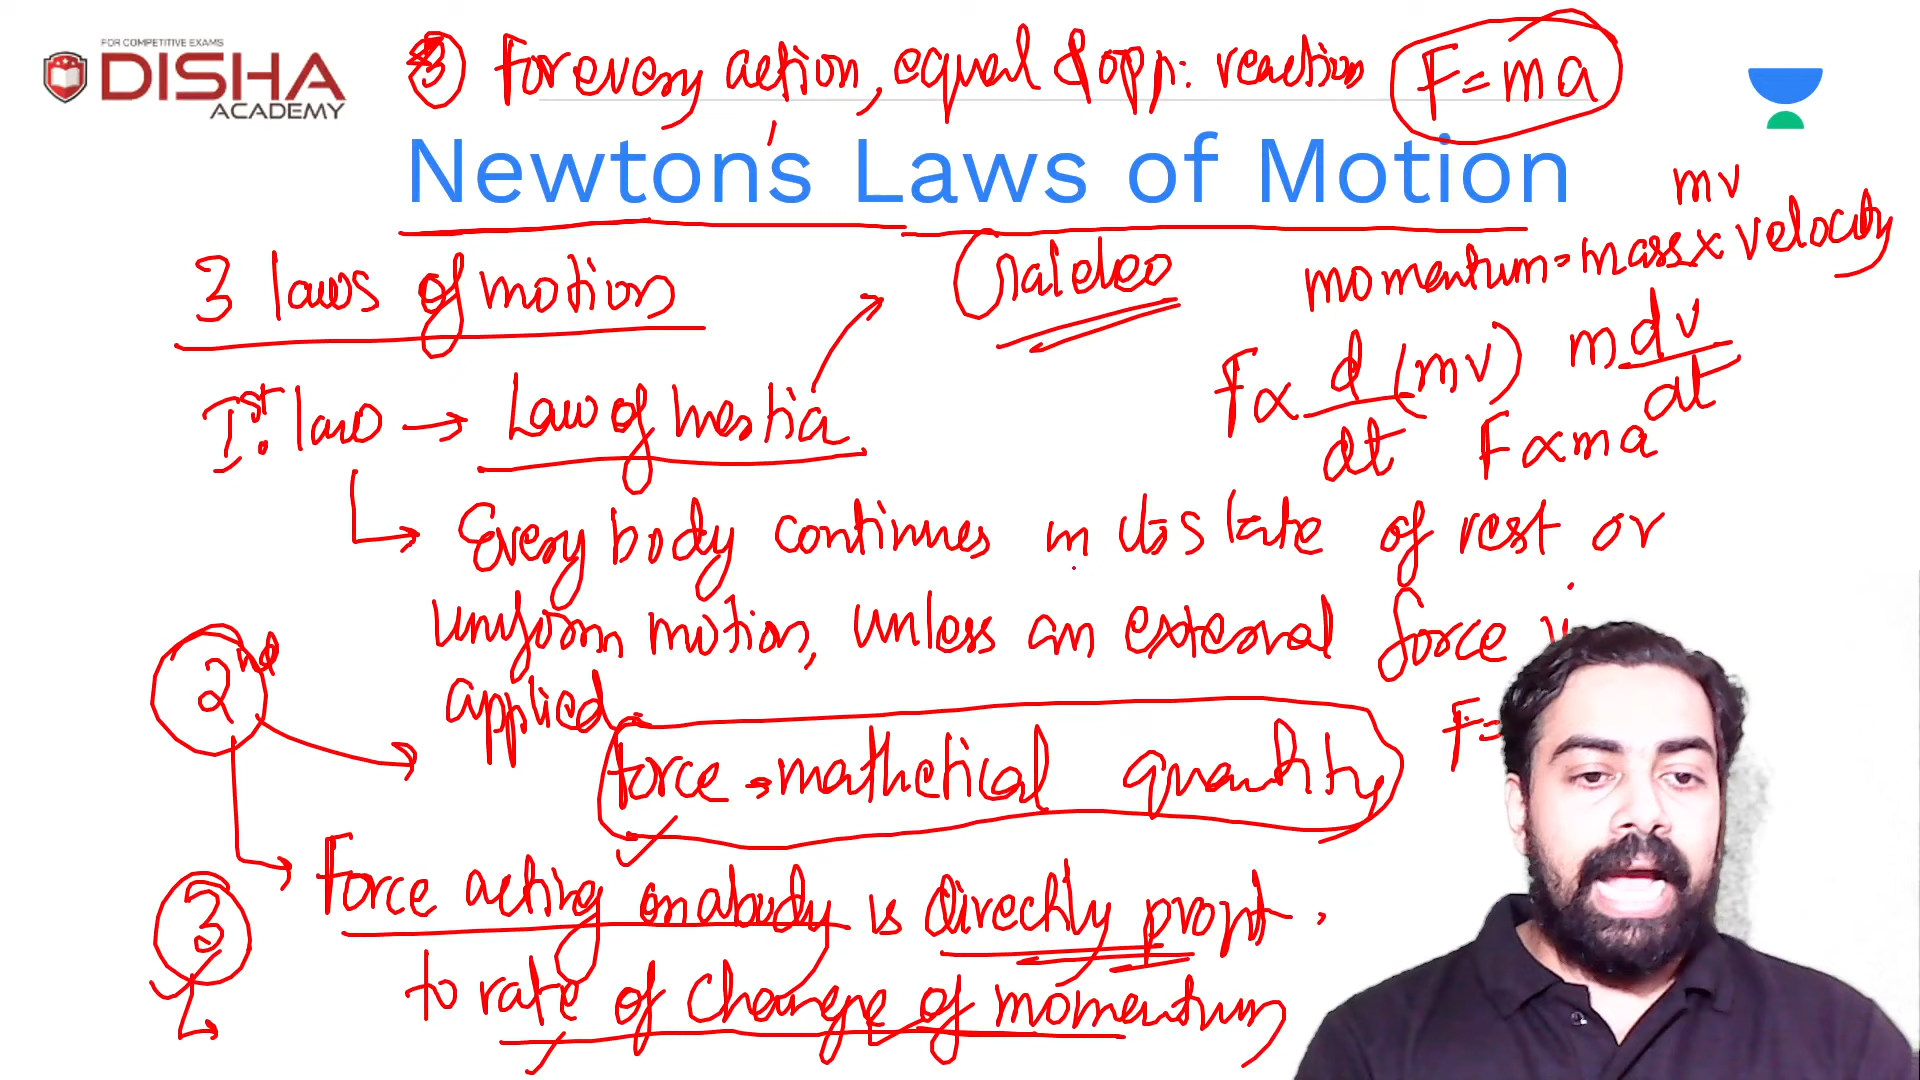 FOR COMPETITIVE EXAMS
DISHA
ACADEMY
③ For every action, equal & opp: reaction F=ma
Newton's Laws of Motion
3 laws of motion
Galeleo
mv
momentum = mass x velocity
F∝ d/dt (mv) m dv/dt
F∝ma
Ist. law → Law of Inertia
Every body continues in its state of rest or
uniform motion, unless an external force
applied
2nd
force → mathetical quantity
F=
Force acting on a body is directly propt.
3
to rate of change of momentum